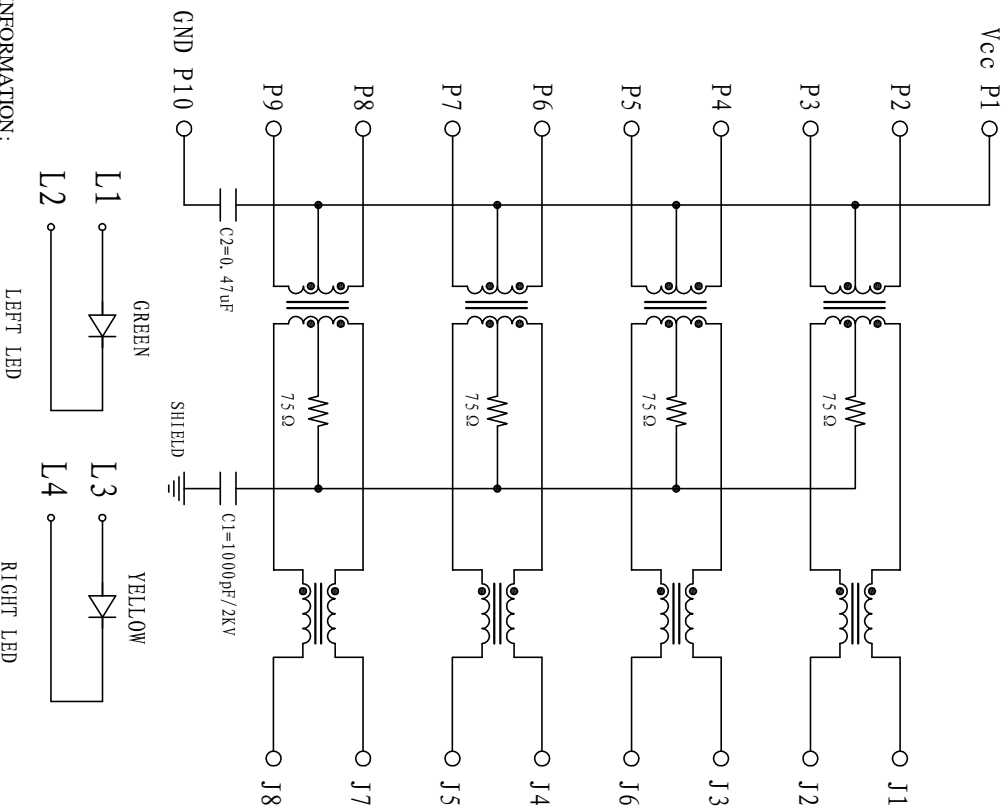 Vcc P1
P2
P3
P4
P5
P6
P7
P8
P9
GND P10
C2=0.47uF
75Ω
75Ω
75Ω
75Ω
SHIELD
C1=1000pF/2KV
J1
J2
J3
J6
J4
J5
J7
J8
L1
L2
GREEN
LEFT LED
L3
L4
YELLOW
RIGHT LED
NFORMATION: